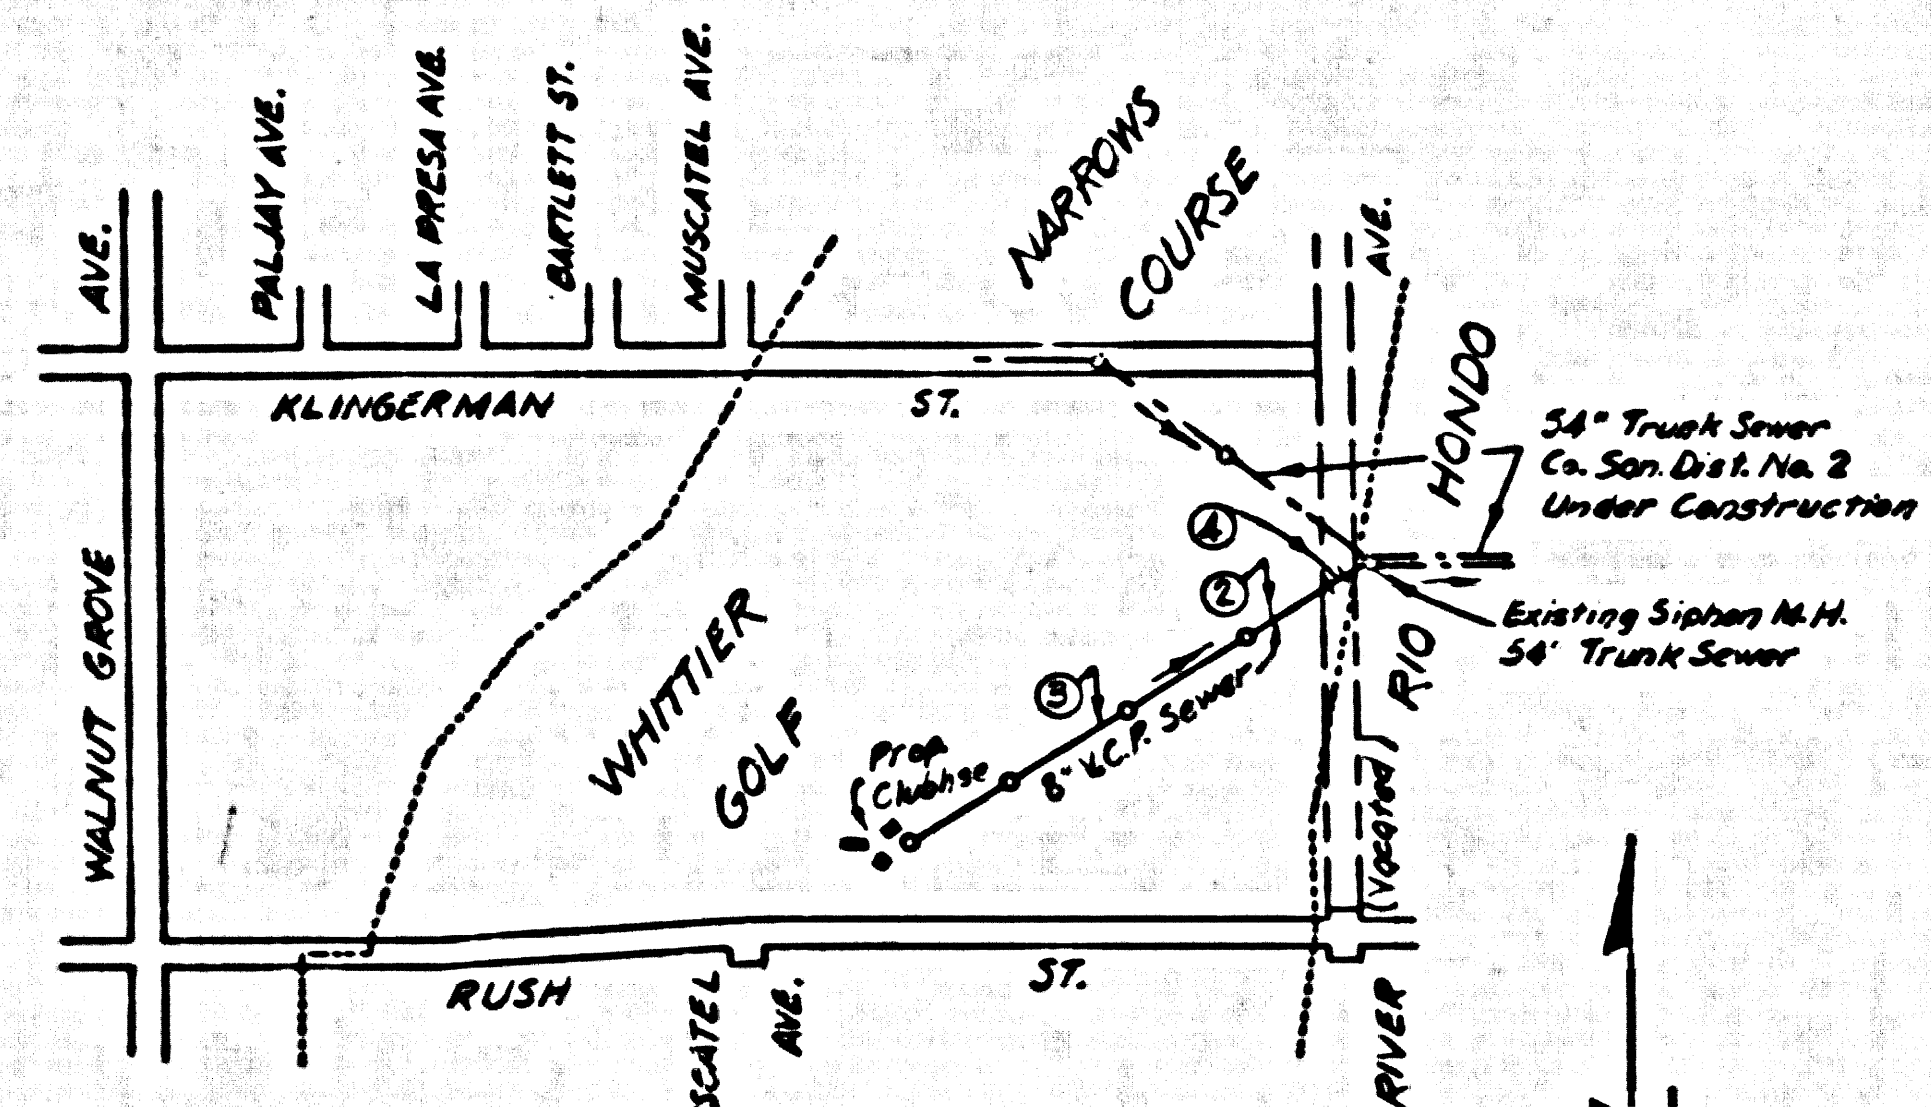 AVE.
PALJAY AVE.
LA PRESA AVE.
BARTLETT ST.
MUSCATEL AVE.
NARROWS
COURSE
AVE.
KLINGERMAN ST.
HONDO
54" Trunk Sewer
Co. San. Dist. No. 2
Under Construction
4
2
3
Existing Siphon M.H.
54' Trunk Sewer
WALNUT GROVE
WHITTIER
GOLF
RIO
Prop.
Clubhse
8" V.C.P. Sewer
(Vacated)
RUSH ST.
SCATEL
AVE.
RIVER